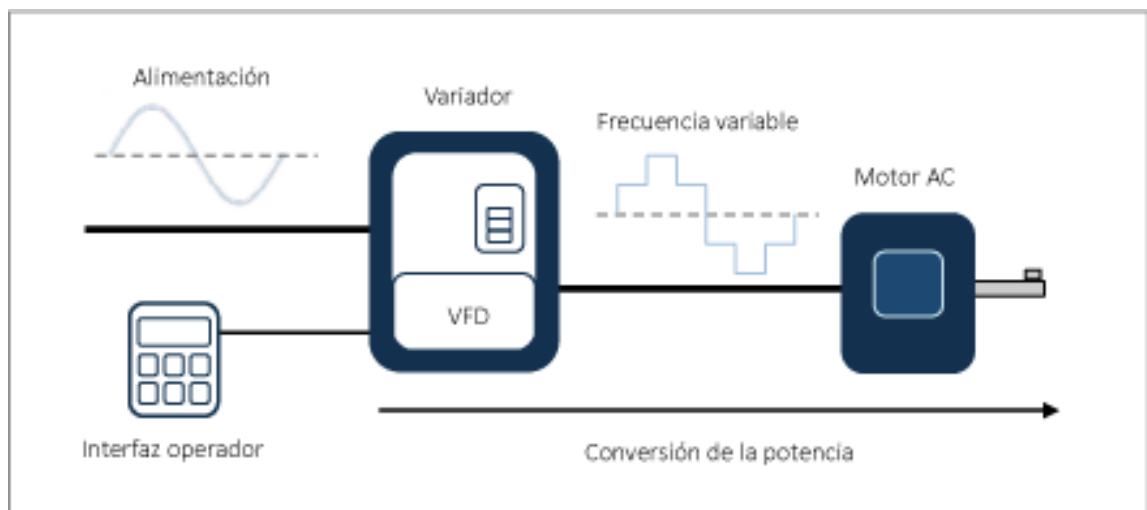 Alimentación
Variador
Frecuencia variable
Motor AC
VFD
Interfaz operador
Conversión de la potencia